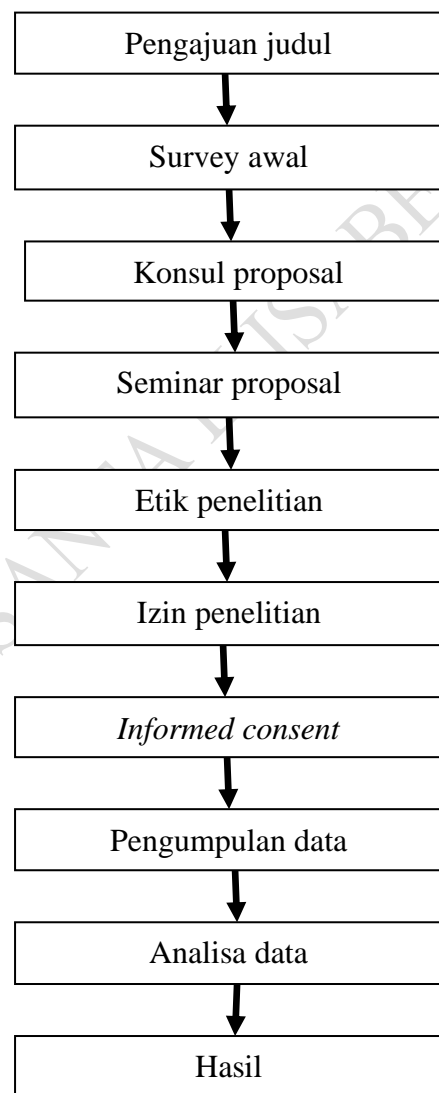 Pengajuan judul
Survey awal
Konsul proposal
Seminar proposal
Etik penelitian
Izin penelitian
Informed consent
Pengumpulan data
Analisa data
Hasil